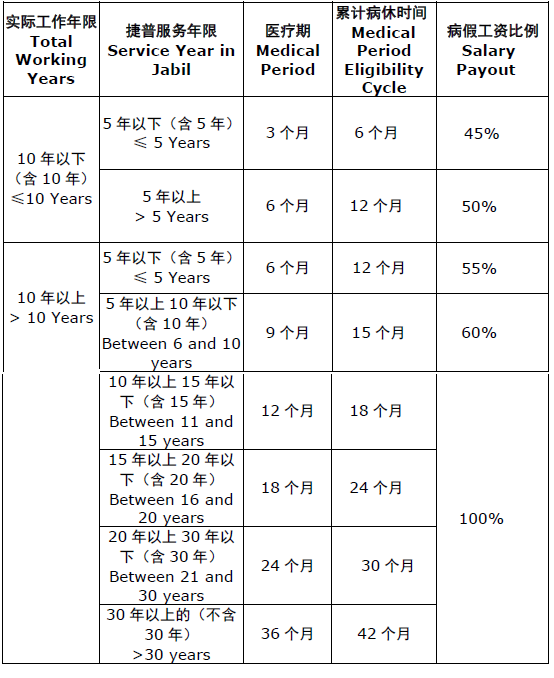 实际工作年限
Total
Working
Years
捷普服务年限
Service Year in
Jabil
医疗期
Medical
Period
累计病休时间
Medical
Period
Eligibility
Cycle
病假工资比例
Salary
Payout
10 年以下
（含 10 年）
≤10 Years
5 年以下（含 5 年）
≤ 5 Years
3 个月
6 个月
45%
5 年以上
> 5 Years
6 个月
12 个月
50%
10 年以上
> 10 Years
5 年以下（含 5 年）
≤ 5 Years
6 个月
12 个月
55%
5 年以上 10 年以下
（含 10 年）
Between 6 and 10
years
9 个月
15 个月
60%
10 年以上 15 年以
下（含 15 年）
Between 11 and
15 years
12 个月
18 个月
100%
15 年以上 20 年以
下（含 20 年）
Between 16 and
20 years
18 个月
24 个月
20 年以上 30 年以
下（含 30 年）
Between 21 and
30 years
24 个月
30 个月
30 年以上的（不含
30 年）
>30 years
36 个月
42 个月